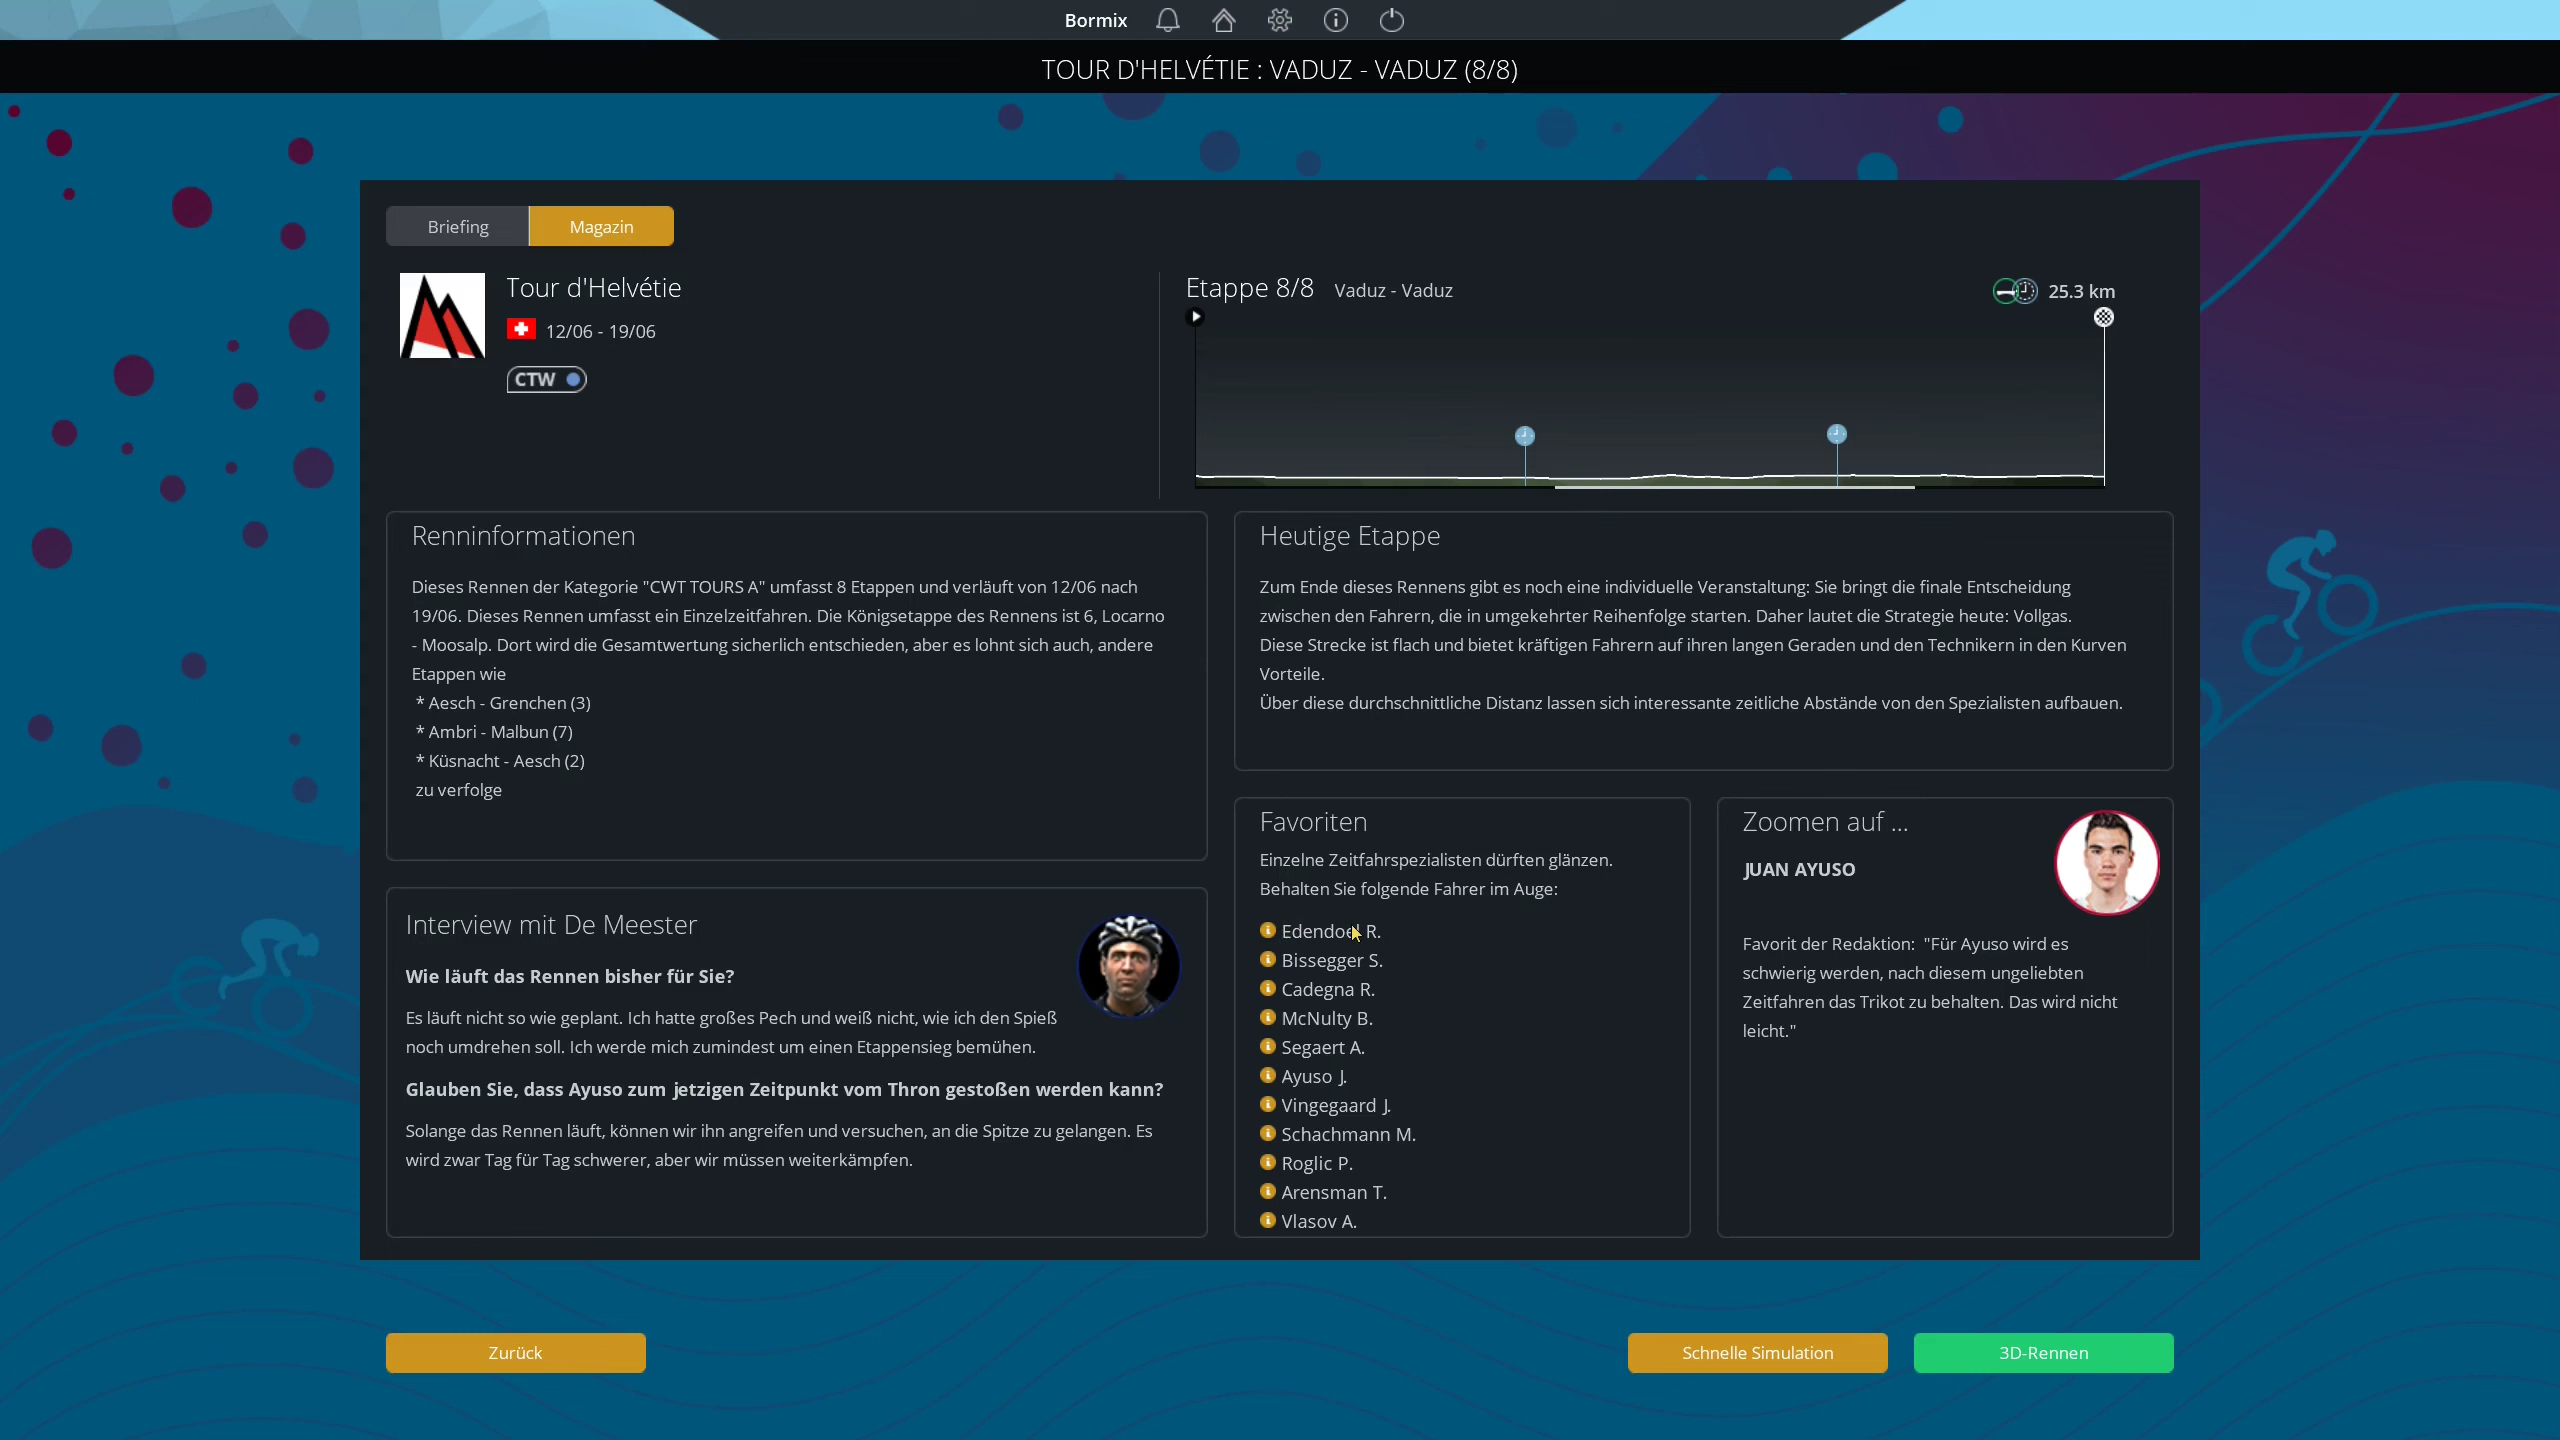 Bormix
TOUR D'HELVÉTIE : VADUZ - VADUZ (8/8)
Briefing
Magazin
Tour d'Helvétie
12/06 - 19/06
CTW
Etappe 8/8 Vaduz - Vaduz
25.3 km
Renninformationen
Dieses Rennen der Kategorie "CWT TOURS A" umfasst 8 Etappen und verläuft von 12/06 nach
19/06. Dieses Rennen umfasst ein Einzelzeitfahren. Die Königsetappe des Rennens ist 6, Locarno
- Moosalp. Dort wird die Gesamtwertung sicherlich entschieden, aber es lohnt sich auch, andere
Etappen wie
* Aesch - Grenchen (3)
* Ambri - Malbun (7)
* Küsnacht - Aesch (2)
zu verfolge
Heutige Etappe
Zum Ende dieses Rennens gibt es noch eine individuelle Veranstaltung: Sie bringt die finale Entscheidung
zwischen den Fahrern, die in umgekehrter Reihenfolge starten. Daher lautet die Strategie heute: Vollgas.
Diese Strecke ist flach und bietet kräftigen Fahrern auf ihren langen Geraden und den Technikern in den Kurven
Vorteile.
Über diese durchschnittliche Distanz lassen sich interessante zeitliche Abstände von den Spezialisten aufbauen.
Interview mit De Meester
Wie läuft das Rennen bisher für Sie?
Es läuft nicht so wie geplant. Ich hatte großes Pech und weiß nicht, wie ich den Spieß
noch umdrehen soll. Ich werde mich zumindest um einen Etappensieg bemühen.
Glauben Sie, dass Ayuso zum jetzigen Zeitpunkt vom Thron gestoßen werden kann?
Solange das Rennen läuft, können wir ihn angreifen und versuchen, an die Spitze zu gelangen. Es
wird zwar Tag für Tag schwerer, aber wir müssen weiterkämpfen.
Favoriten
Einzelne Zeitfahrspezialisten dürften glänzen.
Behalten Sie folgende Fahrer im Auge:
Edendoel R.
Bissegger S.
Cadegna R.
McNulty B.
Segaert A.
Ayuso J.
Vingegaard J.
Schachmann M.
Roglic P.
Arensman T.
Vlasov A.
Zoomen auf ...
JUAN AYUSO
Favorit der Redaktion: "Für Ayuso wird es
schwierig werden, nach diesem ungeliebten
Zeitfahren das Trikot zu behalten. Das wird nicht
leicht."
Zurück
Schnelle Simulation
3D-Rennen